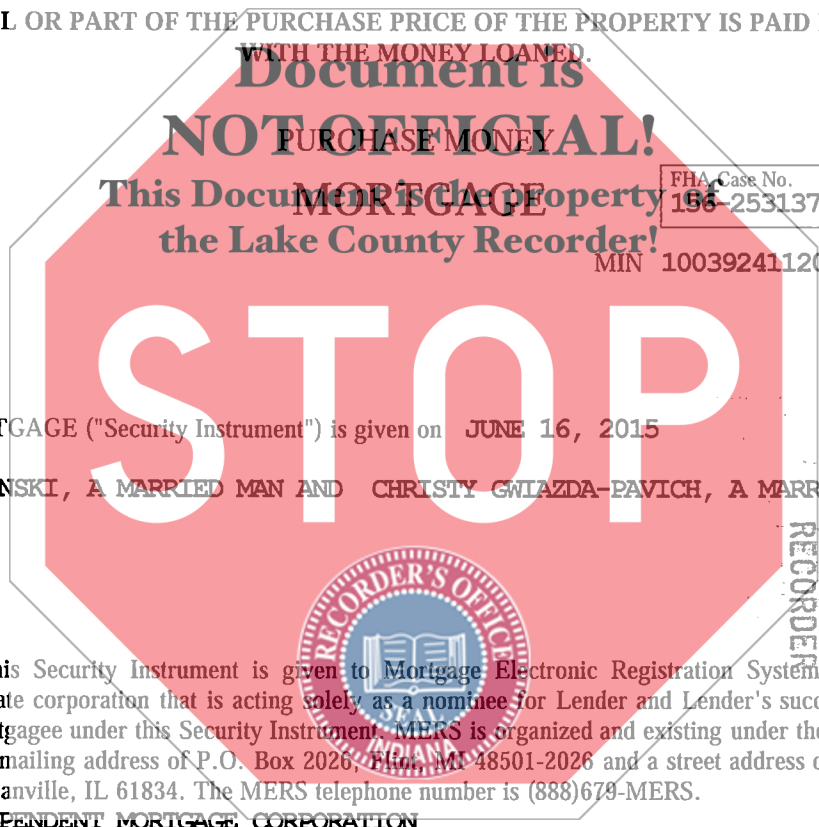 L OR PART OF THE PURCHASE PRICE OF THE PROPERTY IS PAID
WITH THE MONEY LOANED.
Document is
NOT OFFICIAL!
PURCHASE MONEY
This Document is the property of
MORTGAGE
FHA Case No.
156-253137
the Lake County Recorder!
MIN 10039241120
STOP
TGAGE ("Security Instrument") is given on JUNE 16, 2015
NSKI, A MARRIED MAN AND CHRISTY GWIAZDA-PAVICH, A MARR
RECORDER
RECORDER'S OFFICE
SEAL
INDIANA
is Security Instrument is given to Mortgage Electronic Registration System
ate corporation that is acting solely as a nominee for Lender and Lender's succ
tgagee under this Security Instrument. MERS is organized and existing under the
mailing address of P.O. Box 2026, Flint, MI 48501-2026 and a street address o
anville, IL 61834. The MERS telephone number is (888)679-MERS.
PENDENT MORTGAGE CORPORATION